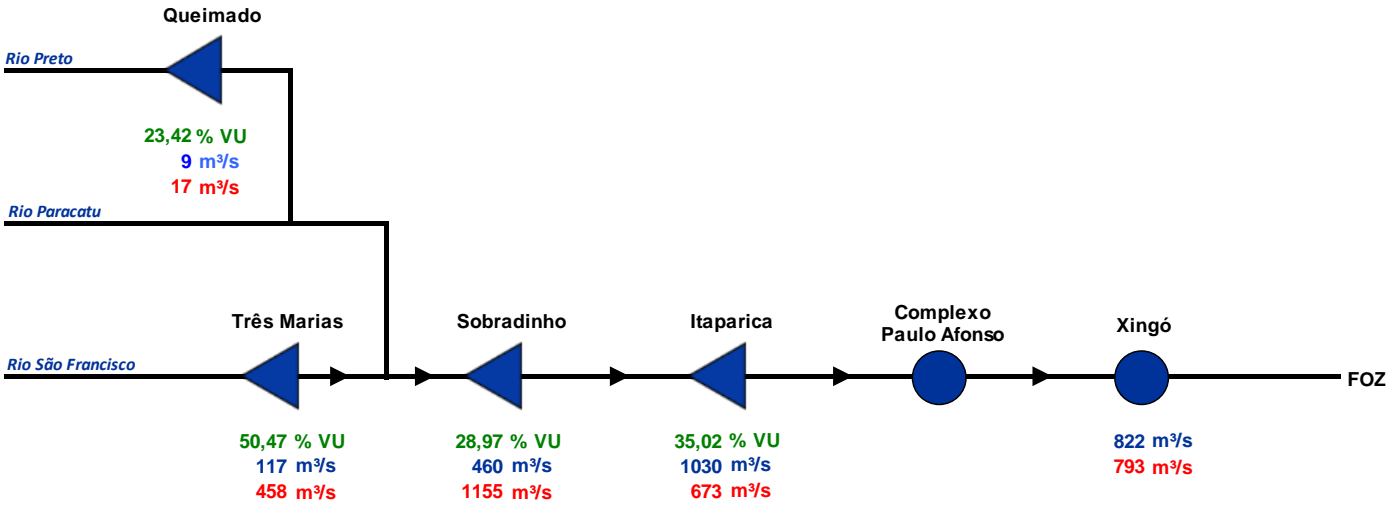 Queimado
Rio Preto
23,42 % VU
9 m³/s
17 m³/s
Rio Paracatu
Três Marias
Sobradinho
Itaparica
Complexo
Paulo Afonso
Xingó
Rio São Francisco
FOZ
50,47 % VU
117 m³/s
458 m³/s
28,97 % VU
460 m³/s
1155 m³/s
35,02 % VU
1030 m³/s
673 m³/s
822 m³/s
793 m³/s